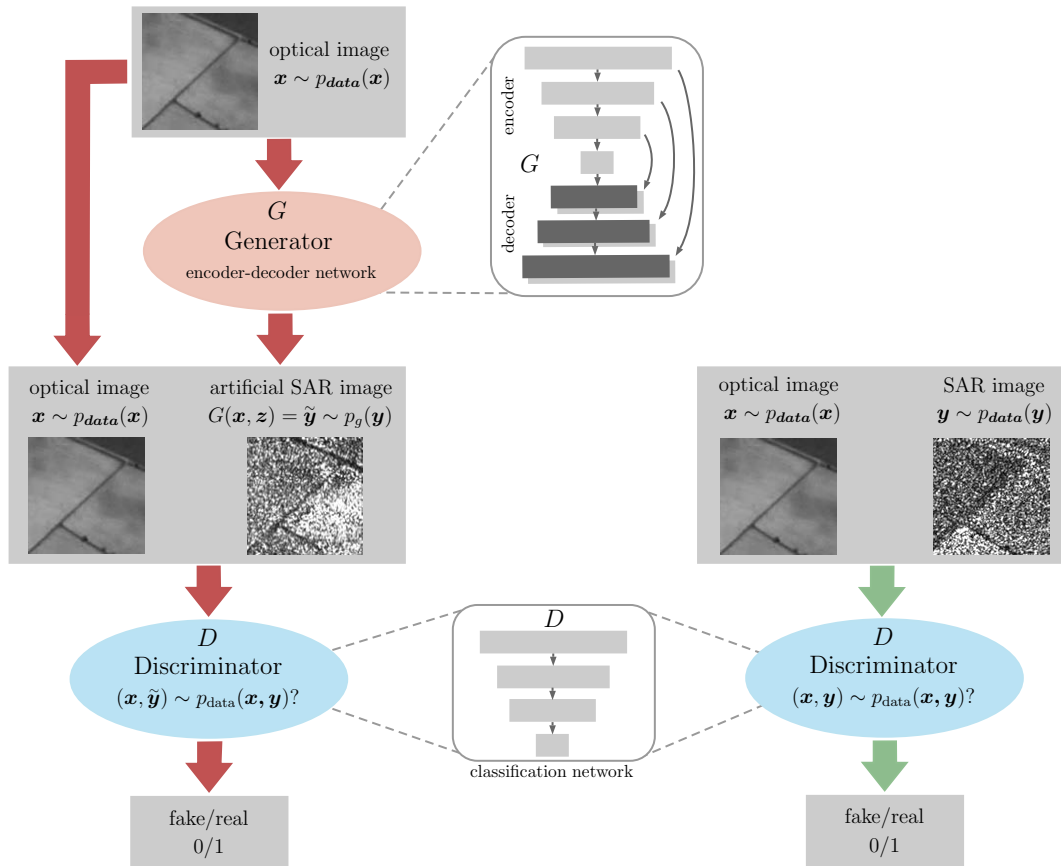 optical image
x ∼ p_data(x)
encoder
G
decoder
G
Generator
encoder-decoder network
optical image
x ∼ p_data(x)
artificial SAR image
G(x, z) = ỹ ∼ p_g(y)
optical image
x ∼ p_data(x)
SAR image
y ∼ p_data(y)
D
Discriminator
(x, ỹ) ∼ p_data(x, y)?
D
classification network
D
Discriminator
(x, y) ∼ p_data(x, y)?
fake/real
0/1
fake/real
0/1